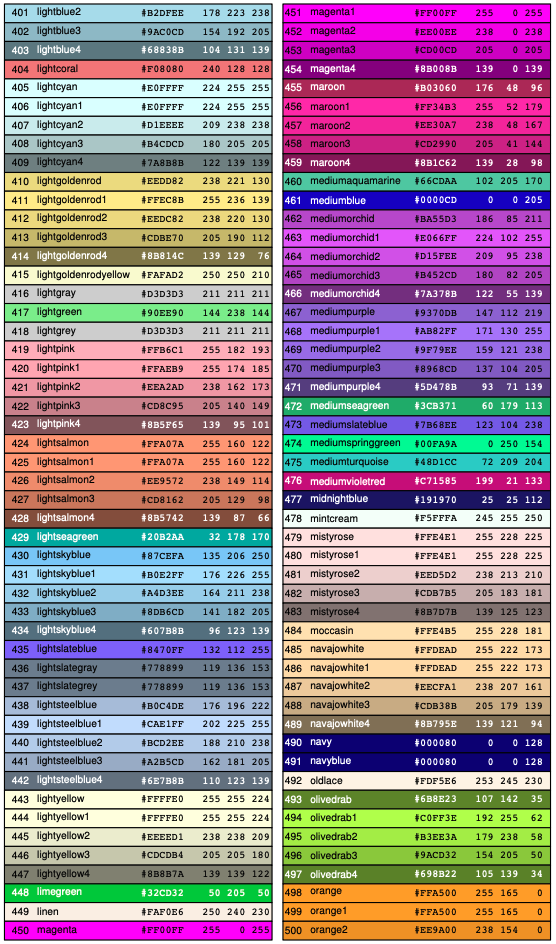 401 lightblue2 #B2DFEE 178 223 238
402 lightblue3 #9AC0CD 154 192 205
403 lightblue4 #68838B 104 131 139
404 lightcoral #F08080 240 128 128
405 lightcyan #E0FFFF 224 255 255
406 lightcyan1 #E0FFFF 224 255 255
407 lightcyan2 #D1EEEE 209 238 238
408 lightcyan3 #B4CDCD 180 205 205
409 lightcyan4 #7A8B8B 122 139 139
410 lightgoldenrod #EEDD82 238 221 130
411 lightgoldenrod1 #FFEC8B 255 236 139
412 lightgoldenrod2 #EEDC82 238 220 130
413 lightgoldenrod3 #CDBE70 205 190 112
414 lightgoldenrod4 #8B814C 139 129 76
415 lightgoldenrodyellow #FAFAD2 250 250 210
416 lightgray #D3D3D3 211 211 211
417 lightgreen #90EE90 144 238 144
418 lightgrey #D3D3D3 211 211 211
419 lightpink #FFB6C1 255 182 193
420 lightpink1 #FFAEB9 255 174 185
421 lightpink2 #EEA2AD 238 162 173
422 lightpink3 #CD8C95 205 140 149
423 lightpink4 #8B5F65 139 95 101
424 lightsalmon #FFA07A 255 160 122
425 lightsalmon1 #FFA07A 255 160 122
426 lightsalmon2 #EE9572 238 149 114
427 lightsalmon3 #CD8162 205 129 98
428 lightsalmon4 #8B5742 139 87 66
429 lightseagreen #20B2AA 32 178 170
430 lightskyblue #87CEFA 135 206 250
431 lightskyblue1 #B0E2FF 176 226 255
432 lightskyblue2 #A4D3EE 164 211 238
433 lightskyblue3 #8DB6CD 141 182 205
434 lightskyblue4 #607B8B 96 123 139
435 lightslateblue #8470FF 132 112 255
436 lightslategray #778899 119 136 153
437 lightslategrey #778899 119 136 153
438 lightsteelblue #B0C4DE 176 196 222
439 lightsteelblue1 #CAE1FF 202 225 255
440 lightsteelblue2 #BCD2EE 188 210 238
441 lightsteelblue3 #A2B5CD 162 181 205
442 lightsteelblue4 #6E7B8B 110 123 139
443 lightyellow #FFFFE0 255 255 224
444 lightyellow1 #FFFFE0 255 255 224
445 lightyellow2 #EEEED1 238 238 209
446 lightyellow3 #CDCDB4 205 205 180
447 lightyellow4 #8B8B7A 139 139 122
448 limegreen #32CD32 50 205 50
449 linen #FAF0E6 250 240 230
450 magenta #FF00FF 255 0 255
451 magenta1 #FF00FF 255 0 255
452 magenta2 #EE00EE 238 0 238
453 magenta3 #CD00CD 205 0 205
454 magenta4 #8B008B 139 0 139
455 maroon #B03060 176 48 96
456 maroon1 #FF34B3 255 52 179
457 maroon2 #EE30A7 238 48 167
458 maroon3 #CD2990 205 41 144
459 maroon4 #8B1C62 139 28 98
460 mediumaquamarine #66CDAA 102 205 170
461 mediumblue #0000CD 0 0 205
462 mediumorchid #BA55D3 186 85 211
463 mediumorchid1 #E066FF 224 102 255
464 mediumorchid2 #D15FEE 209 95 238
465 mediumorchid3 #B452CD 180 82 205
466 mediumorchid4 #7A378B 122 55 139
467 mediumpurple #9370DB 147 112 219
468 mediumpurple1 #AB82FF 171 130 255
469 mediumpurple2 #9F79EE 159 121 238
470 mediumpurple3 #8968CD 137 104 205
471 mediumpurple4 #5D478B 93 71 139
472 mediumseagreen #3CB371 60 179 113
473 mediumslateblue #7B68EE 123 104 238
474 mediumspringgreen #00FA9A 0 250 154
475 mediumturquoise #48D1CC 72 209 204
476 mediumvioletred #C71585 199 21 133
477 midnightblue #191970 25 25 112
478 mintcream #F5FFFA 245 255 250
479 mistyrose #FFE4E1 255 228 225
480 mistyrose1 #FFE4E1 255 228 225
481 mistyrose2 #EED5D2 238 213 210
482 mistyrose3 #CDB7B5 205 183 181
483 mistyrose4 #8B7D7B 139 125 123
484 moccasin #FFE4B5 255 228 181
485 navajowhite #FFDEAD 255 222 173
486 navajowhite1 #FFDEAD 255 222 173
487 navajowhite2 #EECFA1 238 207 161
488 navajowhite3 #CDB38B 205 179 139
489 navajowhite4 #8B795E 139 121 94
490 navy #000080 0 0 128
491 navyblue #000080 0 0 128
492 oldlace #FDF5E6 253 245 230
493 olivedrab #6B8E23 107 142 35
494 olivedrab1 #C0FF3E 192 255 62
495 olivedrab2 #B3EE3A 179 238 58
496 olivedrab3 #9ACD32 154 205 50
497 olivedrab4 #698B22 105 139 34
498 orange #FFA500 255 165 0
499 orange1 #FFA500 255 165 0
500 orange2 #EE9A00 238 154 0